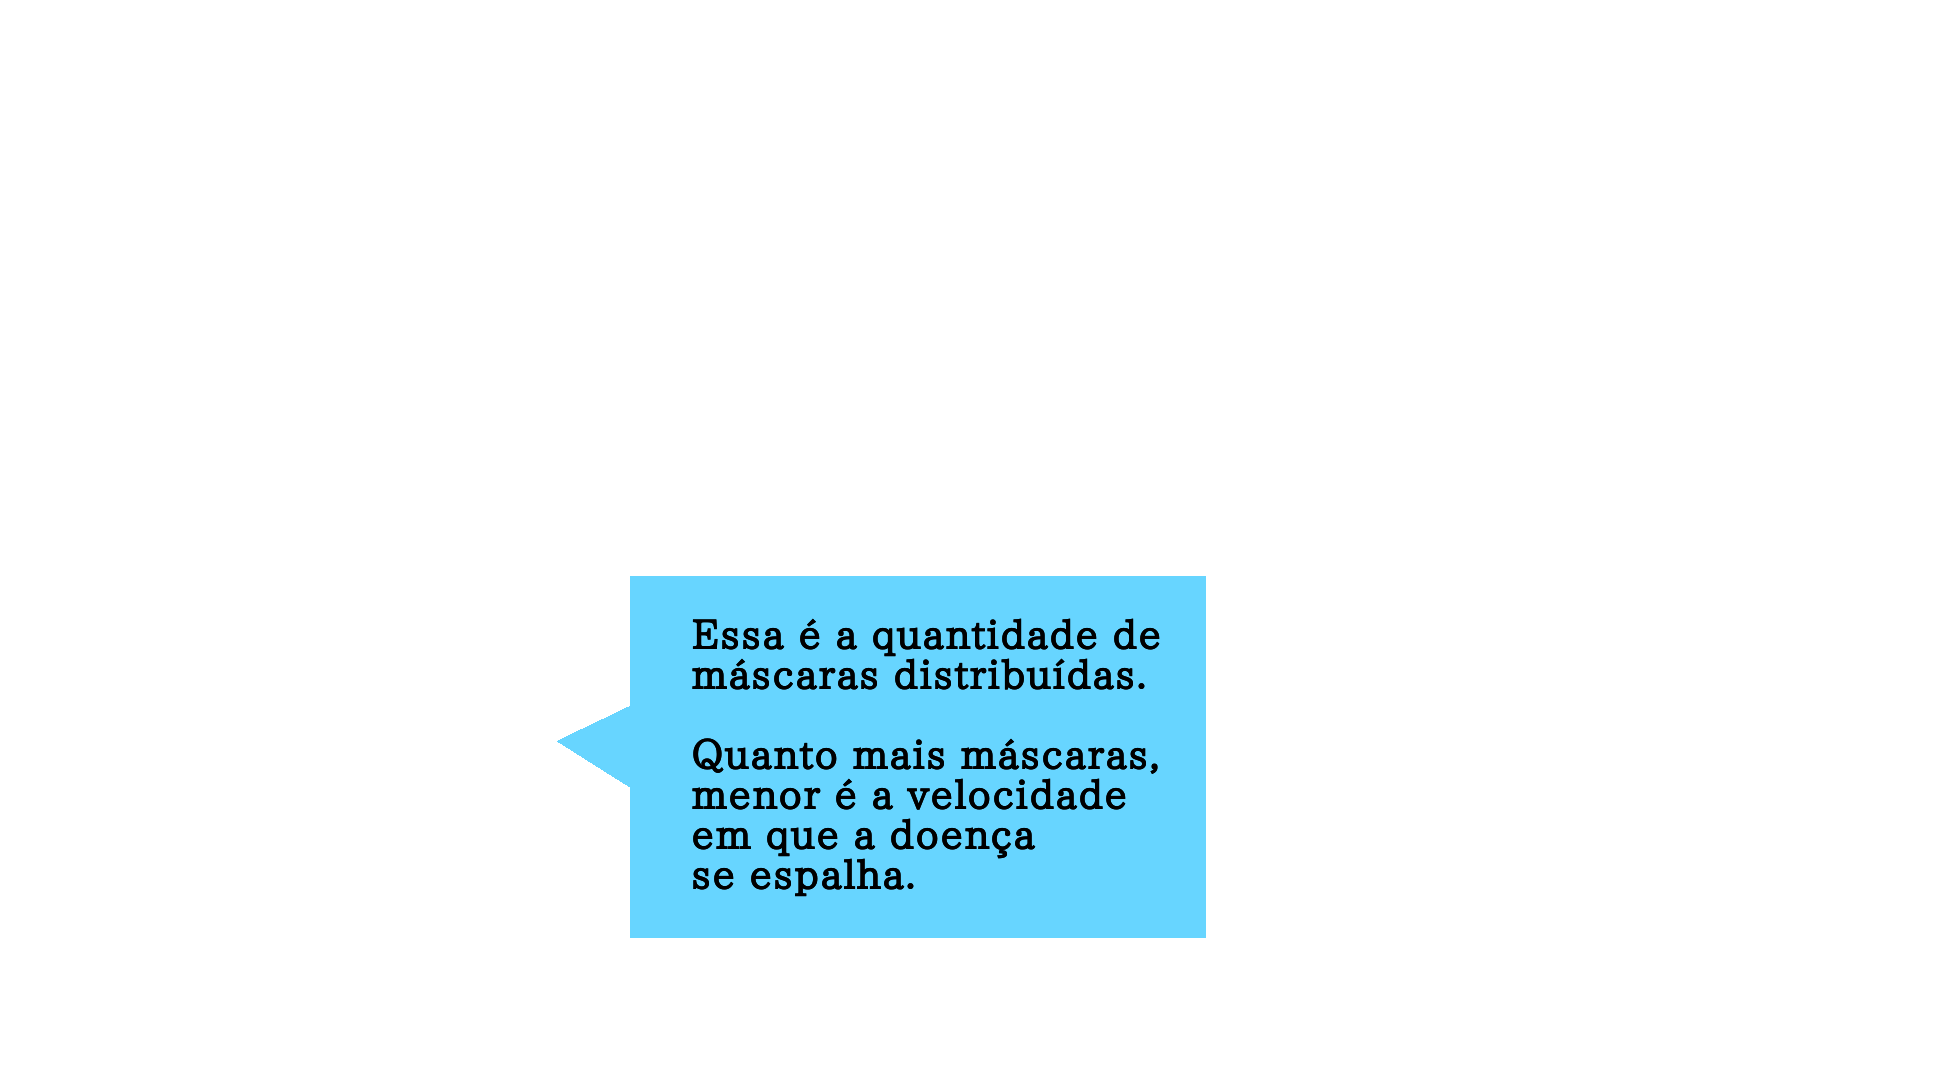 Essa é a quantidade de
máscaras distribuídas.
Quanto mais máscaras,
menor é a velocidade
em que a doença
se espalha.